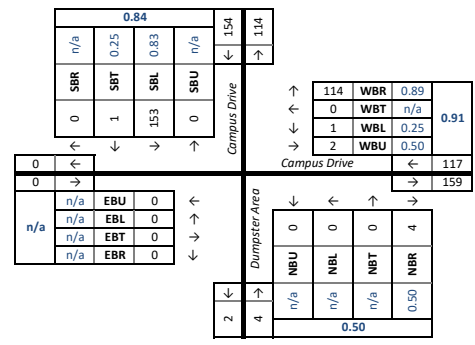 0.84
n/a 0.25 0.83 n/a
SBR SBT SBL SBU
0 1 153 0
← ↓ → ↑
154 114
↓ ↑
Campus Drive
↑ 114 WBR 0.89
← 0 WBT n/a
↓ 1 WBL 0.25
→ 2 WBU 0.50
0.91
0 ←
Campus Drive
← 117
0 →
→ 159
n/a
n/a EBU 0 ←
n/a EBL 0 ↑
n/a EBT 0 →
n/a EBR 0 ↓
Dumpster Area
↓ ← ↑ →
0 0 0 4
NBU NBL NBT NBR
n/a n/a n/a 0.50
0.50
↓ ↑
2 4